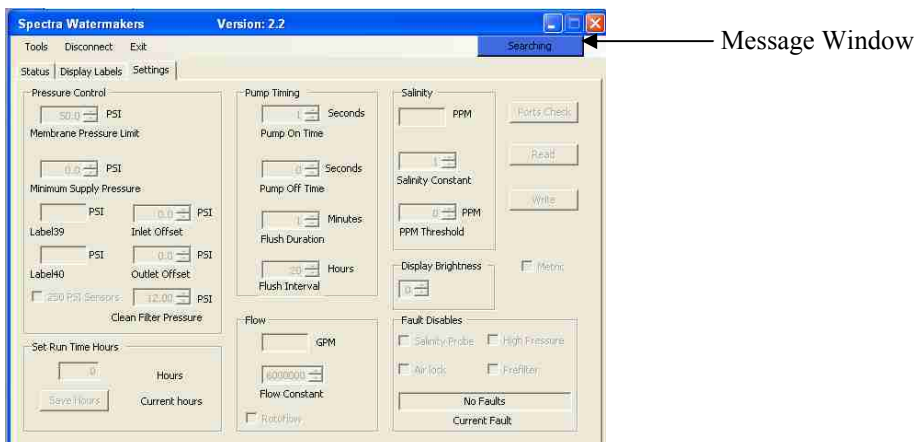 Spectra Watermakers Version: 2.2
Tools Disconnect Exit Searching
Message Window
Status Display Labels Settings
Pressure Control
50.0 PSI
Membrane Pressure Limit
0.0 PSI
Minimum Supply Pressure
PSI 0.0 PSI
Label39 Inlet Offset
PSI 0.0 PSI
Label40 Outlet Offset
250 PSI Sensors 12.00 PSI
Clean Filter Pressure
Set Run Time Hours
0 Hours
Save Hours Current hours
Pump Timing
1 Seconds
Pump On Time
0 Seconds
Pump Off Time
1 Minutes
Flush Duration
20 Hours
Flush Interval
Flow
GPM
6000000
Flow Constant
Rotoflow
Salinity
PPM
1
Salinity Constant
0 PPM
PPM Threshold
Display Brightness
0
Ports Check
Read
Write
Metric
Fault Disables
Salinity Probe High Pressure
Air lock Prefilter
No Faults
Current Fault